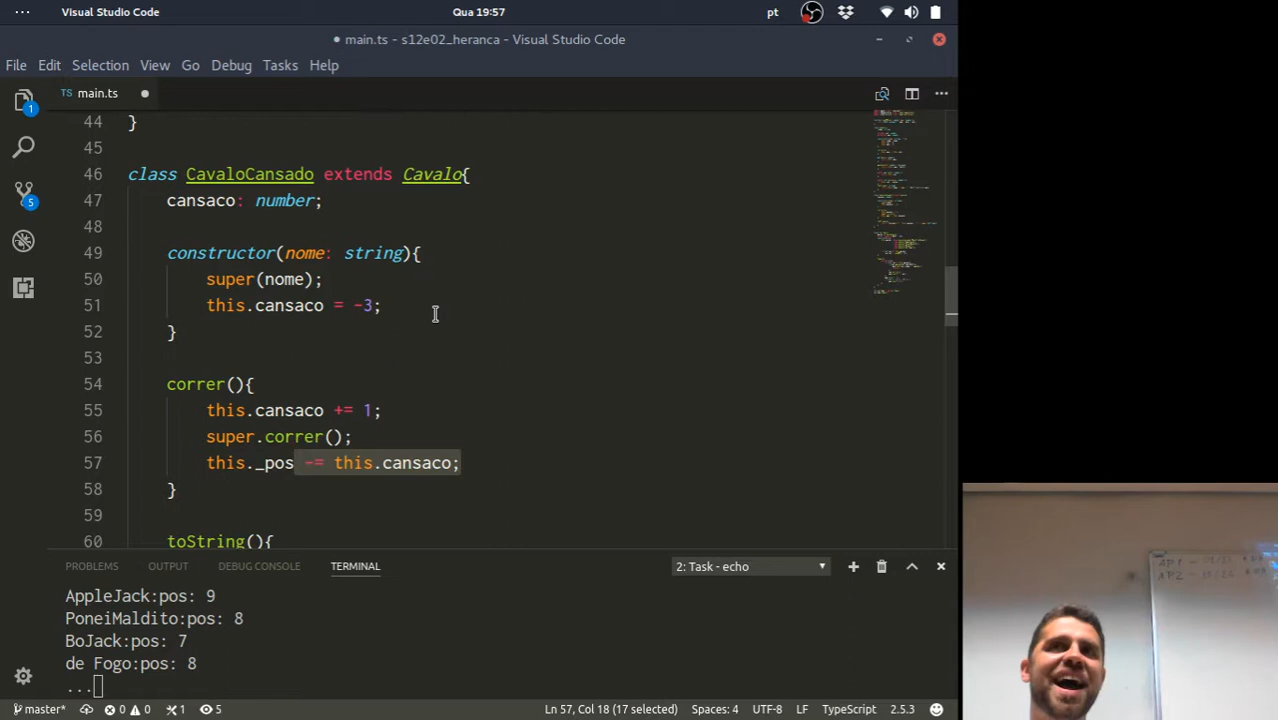 Visual Studio Code
Qua 19:57
pt
● main.ts - s12e02_heranca - Visual Studio Code
File Edit Selection View Go Debug Tasks Help
TS main.ts
44 }
45
46 class CavaloCansado extends Cavalo{
47 cansaco: number;
48
49 constructor(nome: string){
50 super(nome);
51 this.cansaco = -3;
52 }
53
54 correr(){
55 this.cansaco += 1;
56 super.correr();
57 this._pos -= this.cansaco;
58 }
59
60 toString(){
1
5
PROBLEMS OUTPUT DEBUG CONSOLE TERMINAL
2: Task - echo
AppleJack:pos: 9
PoneiMaldito:pos: 8
BoJack:pos: 7
de Fogo:pos: 8
...
master* 0 0 1 5
Ln 57, Col 18 (17 selected) Spaces: 4 UTF-8 LF TypeScript 2.5.3
AP1
AP2